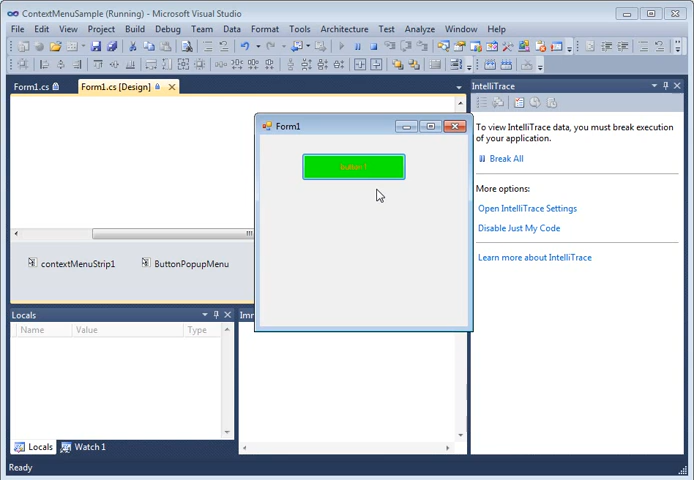 ContextMenuSample (Running) - Microsoft Visual Studio
File Edit View Project Build Debug Team Data Format Tools Architecture Test Analyze Window Help
Form1.cs Form1.cs [Design]
IntelliTrace
Form1
button 1
To view IntelliTrace data, you must break execution
of your application.
Break All
More options:
Open IntelliTrace Settings
Disable Just My Code
Learn more about IntelliTrace
contextMenuStrip1 ButtonPopupMenu
Locals
Name Value Type
Imm
Locals Watch 1
Ready